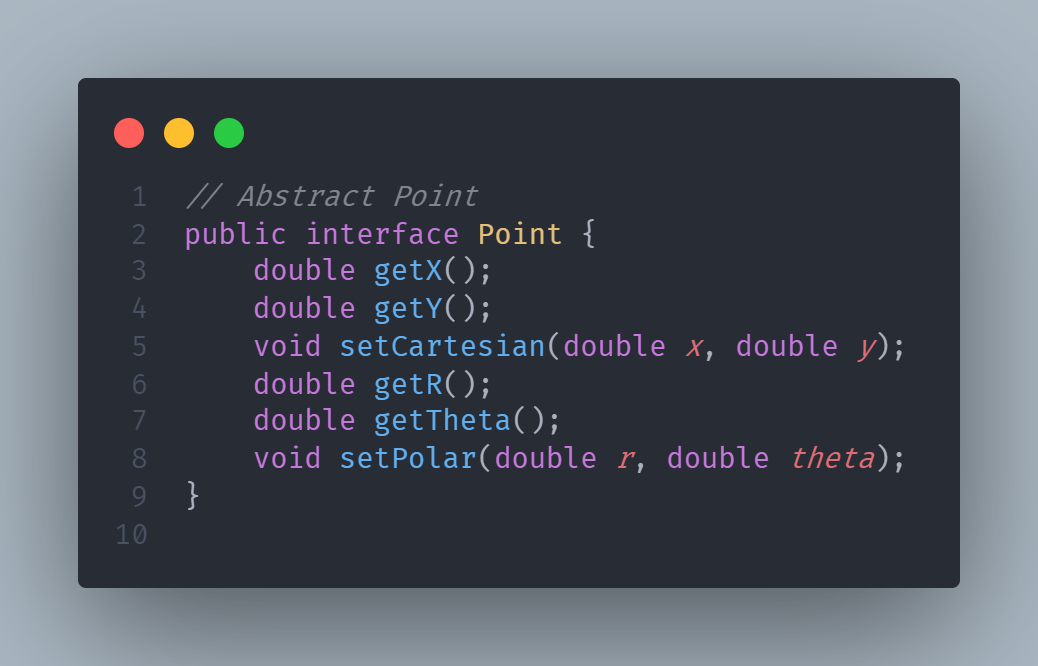 1 // Abstract Point
2 public interface Point {
3     double getX();
4     double getY();
5     void setCartesian(double x, double y);
6     double getR();
7     double getTheta();
8     void setPolar(double r, double theta);
9 }
10